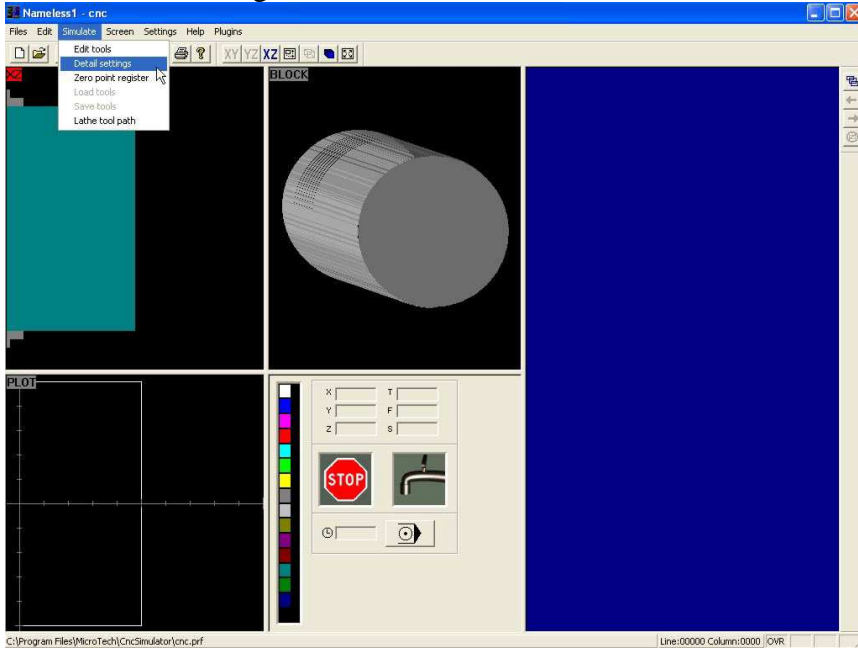 Nameless1 - cnc
Files Edit Simulate Screen Settings Help Plugins
XY YZ XZ
Edit tools
Detail settings
Zero point register
Load tools
Save tools
Lathe tool path
XZ
BLOCK
PLOT
X T
Y F
Z S
STOP
C:\Program Files\MicroTech\CncSimulator\cnc.prf
Line:00000 Column:0000 OVR